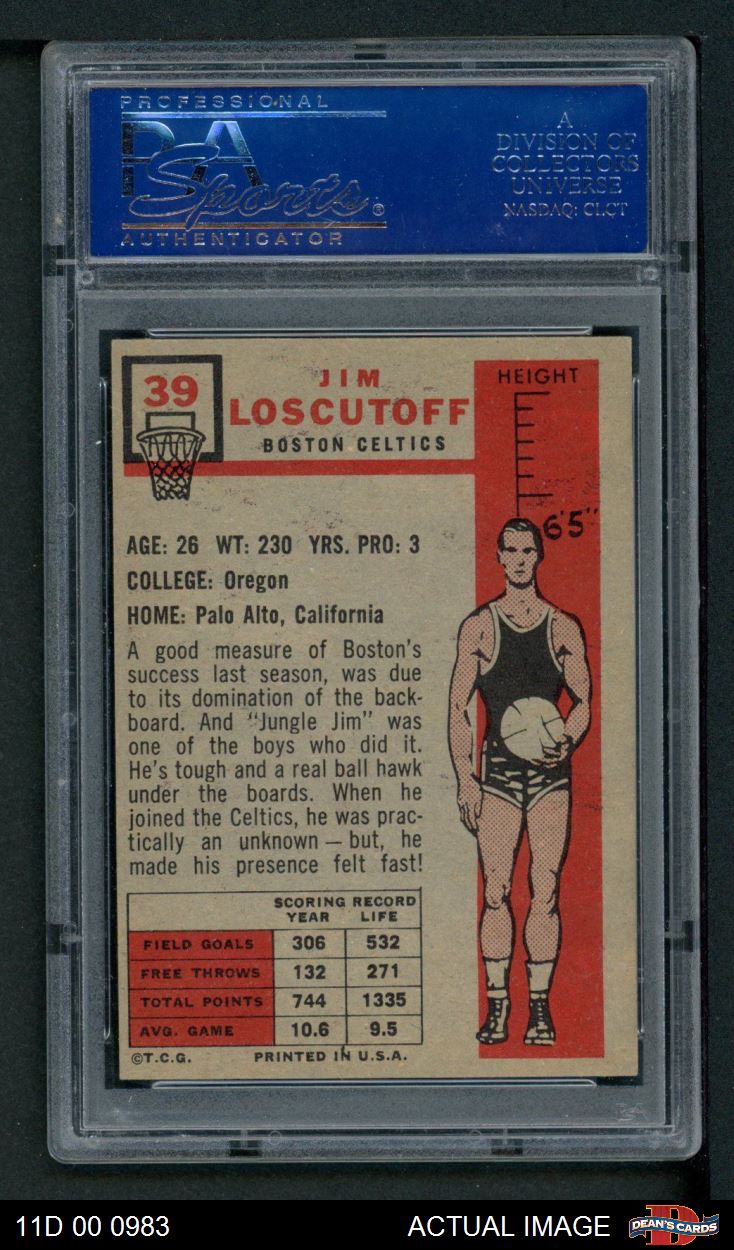 PROFESSIONAL
PSA
Sports®
AUTHENTICATOR
A
DIVISION OF
COLLECTORS
UNIVERSE
NASDAQ: CLCT
39
JIM
LOSCUTOFF
BOSTON CELTICS
HEIGHT
6'5"
AGE: 26 WT: 230 YRS. PRO: 3
COLLEGE: Oregon
HOME: Palo Alto, California
A good measure of Boston's
success last season, was due
to its domination of the back-
board. And "Jungle Jim" was
one of the boys who did it.
He's tough and a real ball hawk
under the boards. When he
joined the Celtics, he was prac-
tically an unknown — but, he
made his presence felt fast!
SCORING RECORD
YEAR LIFE
FIELD GOALS 306 532
FREE THROWS 132 271
TOTAL POINTS 744 1335
AVG. GAME 10.6 9.5
©T.C.G. PRINTED IN U.S.A.
11D 00 0983 ACTUAL IMAGE DEAN'S CARDS